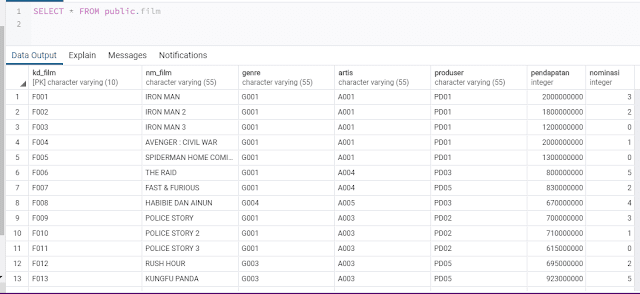 1 SELECT * FROM public.film
2
Data Output Explain Messages Notifications
kd_film nm_film genre artis produser pendapatan nominasi
[PK] character varying (10) character varying (55) character varying (55) character varying (55) character varying (55) integer integer
1 F001 IRON MAN G001 A001 PD01 2000000000 3
2 F002 IRON MAN 2 G001 A001 PD01 1800000000 2
3 F003 IRON MAN 3 G001 A001 PD01 1200000000 0
4 F004 AVENGER : CIVIL WAR G001 A001 PD01 2000000000 1
5 F005 SPIDERMAN HOME COMI... G001 A001 PD01 1300000000 0
6 F006 THE RAID G001 A004 PD03 800000000 5
7 F007 FAST & FURIOUS G001 A004 PD05 830000000 2
8 F008 HABIBIE DAN AINUN G004 A005 PD03 670000000 4
9 F009 POLICE STORY G001 A003 PD02 700000000 3
10 F010 POLICE STORY 2 G001 A003 PD02 710000000 1
11 F011 POLICE STORY 3 G001 A003 PD02 615000000 0
12 F012 RUSH HOUR G003 A003 PD05 695000000 2
13 F013 KUNGFU PANDA G003 A003 PD05 923000000 5